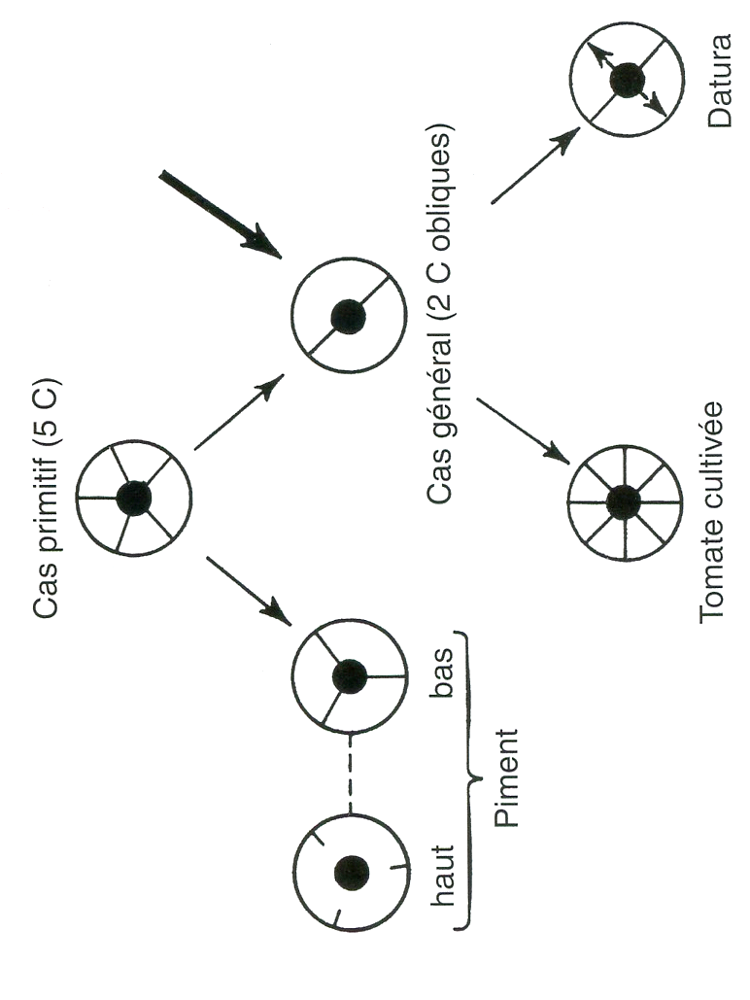 Cas primitif (5 C)
Cas général (2 C obliques)
haut
bas
Piment
Tomate cultivée
Datura